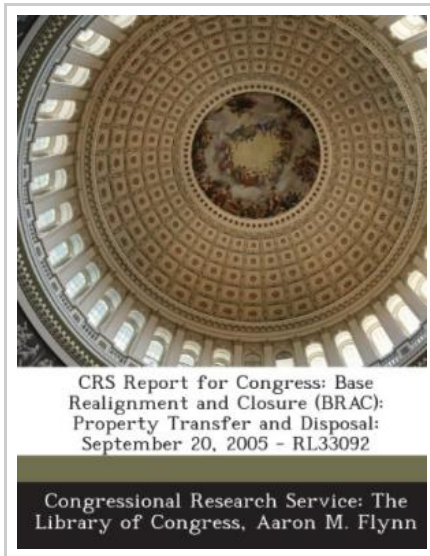 CRS Report for Congress: Base
Realignment and Closure (BRAC):
Property Transfer and Disposal:
September 20, 2005 - RL33092
Congressional Research Service: The
Library of Congress, Aaron M. Flynn